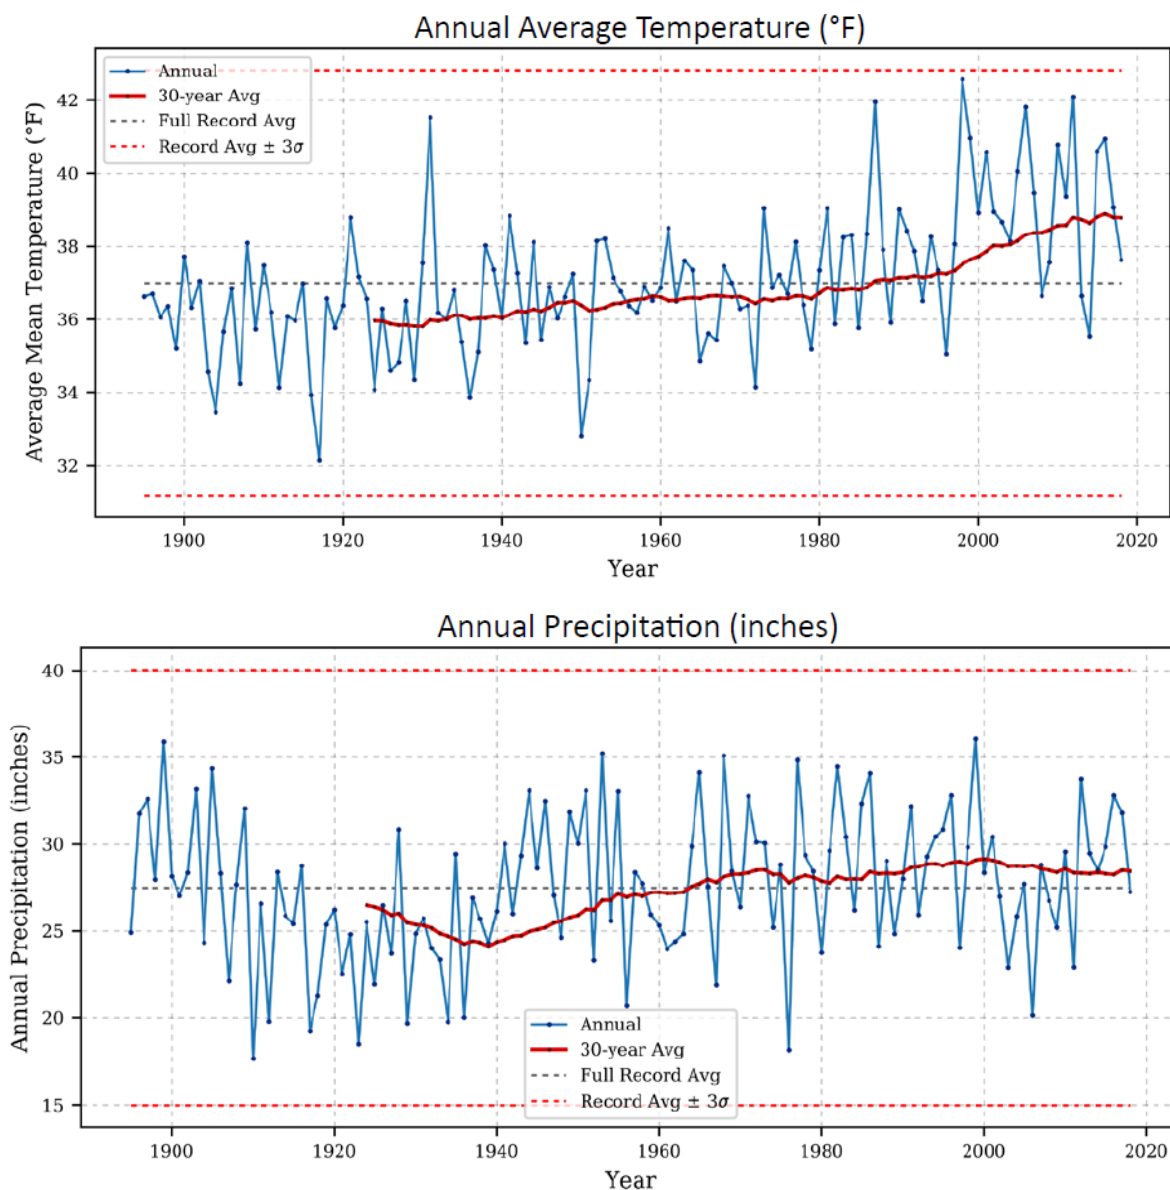 Annual Average Temperature (°F)
Annual
30-year Avg
Full Record Avg
Record Avg ± 3σ
Average Mean Temperature (°F)
42
40
38
36
34
32
1900
1920
1940
1960
1980
2000
2020
Year
Annual Precipitation (inches)
Annual Precipitation (inches)
40
35
30
25
20
15
Annual
30-year Avg
Full Record Avg
Record Avg ± 3σ
1900
1920
1940
1960
1980
2000
2020
Year